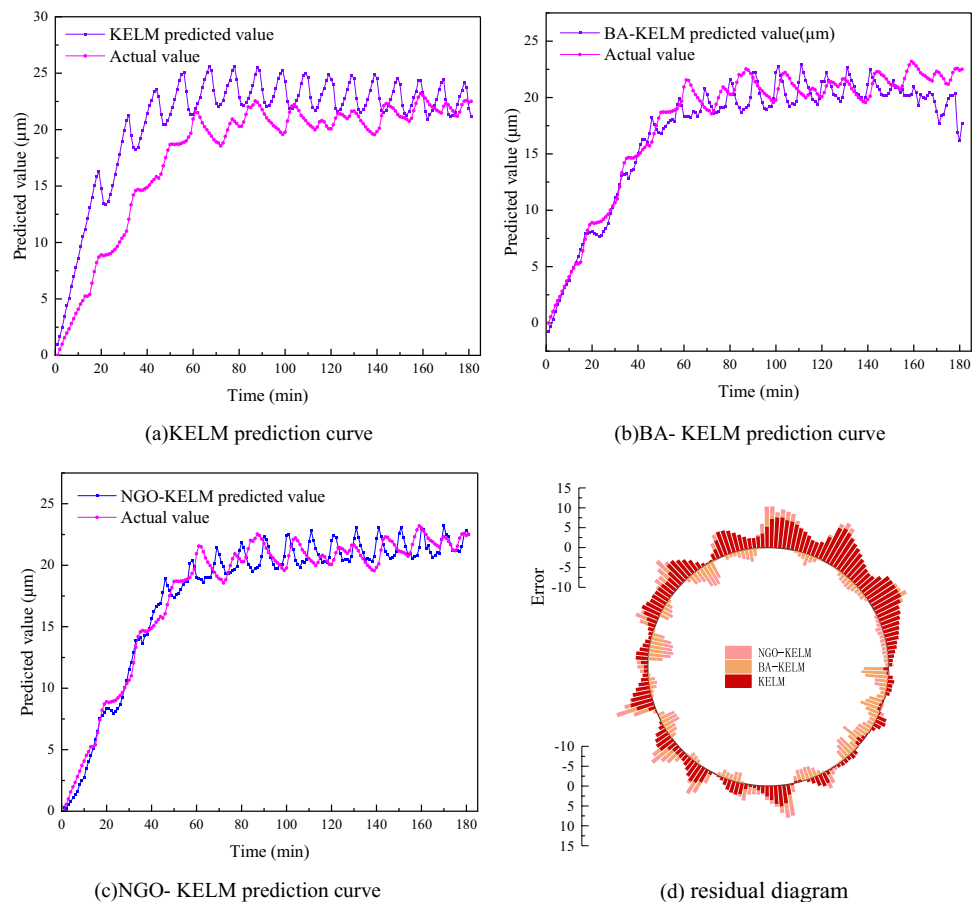 KELM predicted value
Actual value
30
25
20
15
10
5
0
Predicted value (μm)
0 20 40 60 80 100 120 140 160 180
Time (min)
(a)KELM prediction curve
BA-KELM predicted value(μm)
Actual value
25
20
15
10
5
0
Predicted value (μm)
0 20 40 60 80 100 120 140 160 180
Time (min)
(b)BA- KELM prediction curve
NGO-KELM predicted value
Actual value
25
20
15
10
5
0
Predicted value (μm)
0 20 40 60 80 100 120 140 160 180
Time (min)
(c)NGO- KELM prediction curve
15
10
5
0
-5
-10
Error
NGO-KELM
BA-KELM
KELM
-10
-5
0
5
10
15
(d) residual diagram